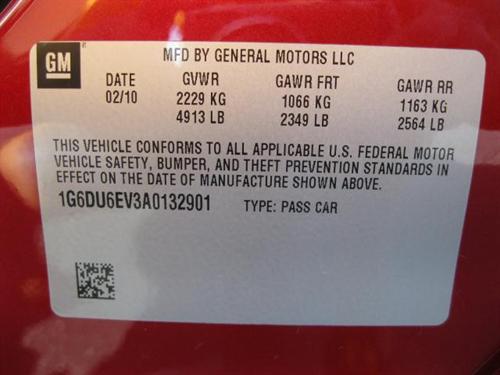 GM
MFD BY GENERAL MOTORS LLC
DATE GVWR GAWR FRT GAWR RR
02/10 2229 KG 1066 KG 1163 KG
4913 LB 2349 LB 2564 LB
THIS VEHICLE CONFORMS TO ALL APPLICABLE U.S. FEDERAL MOTOR
VEHICLE SAFETY, BUMPER, AND THEFT PREVENTION STANDARDS IN
EFFECT ON THE DATE OF MANUFACTURE SHOWN ABOVE.
1G6DU6EV3A0132901 TYPE: PASS CAR